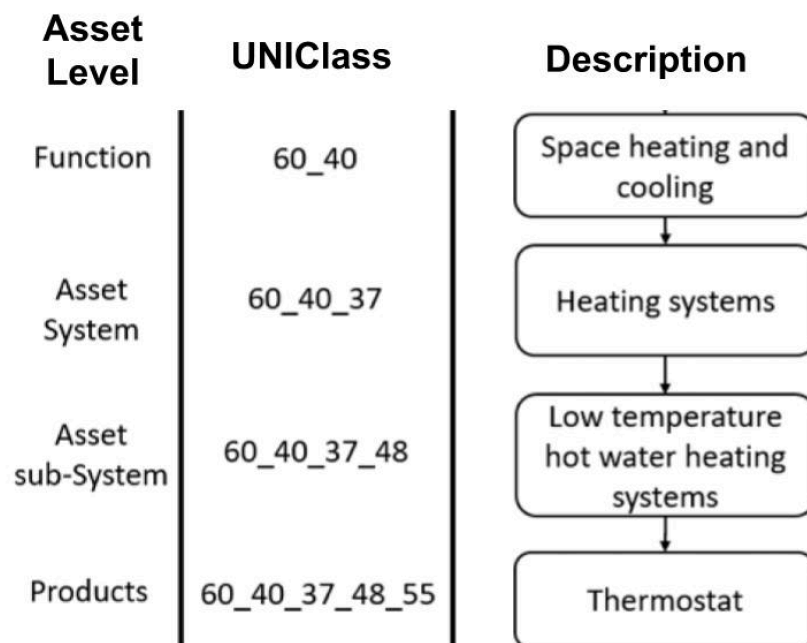 Asset
Level
UNIClass
Description
Function
60_40
Space heating and
cooling
Asset
System
60_40_37
Heating systems
Asset
sub-System
60_40_37_48
Low temperature
hot water heating
systems
Products
60_40_37_48_55
Thermostat